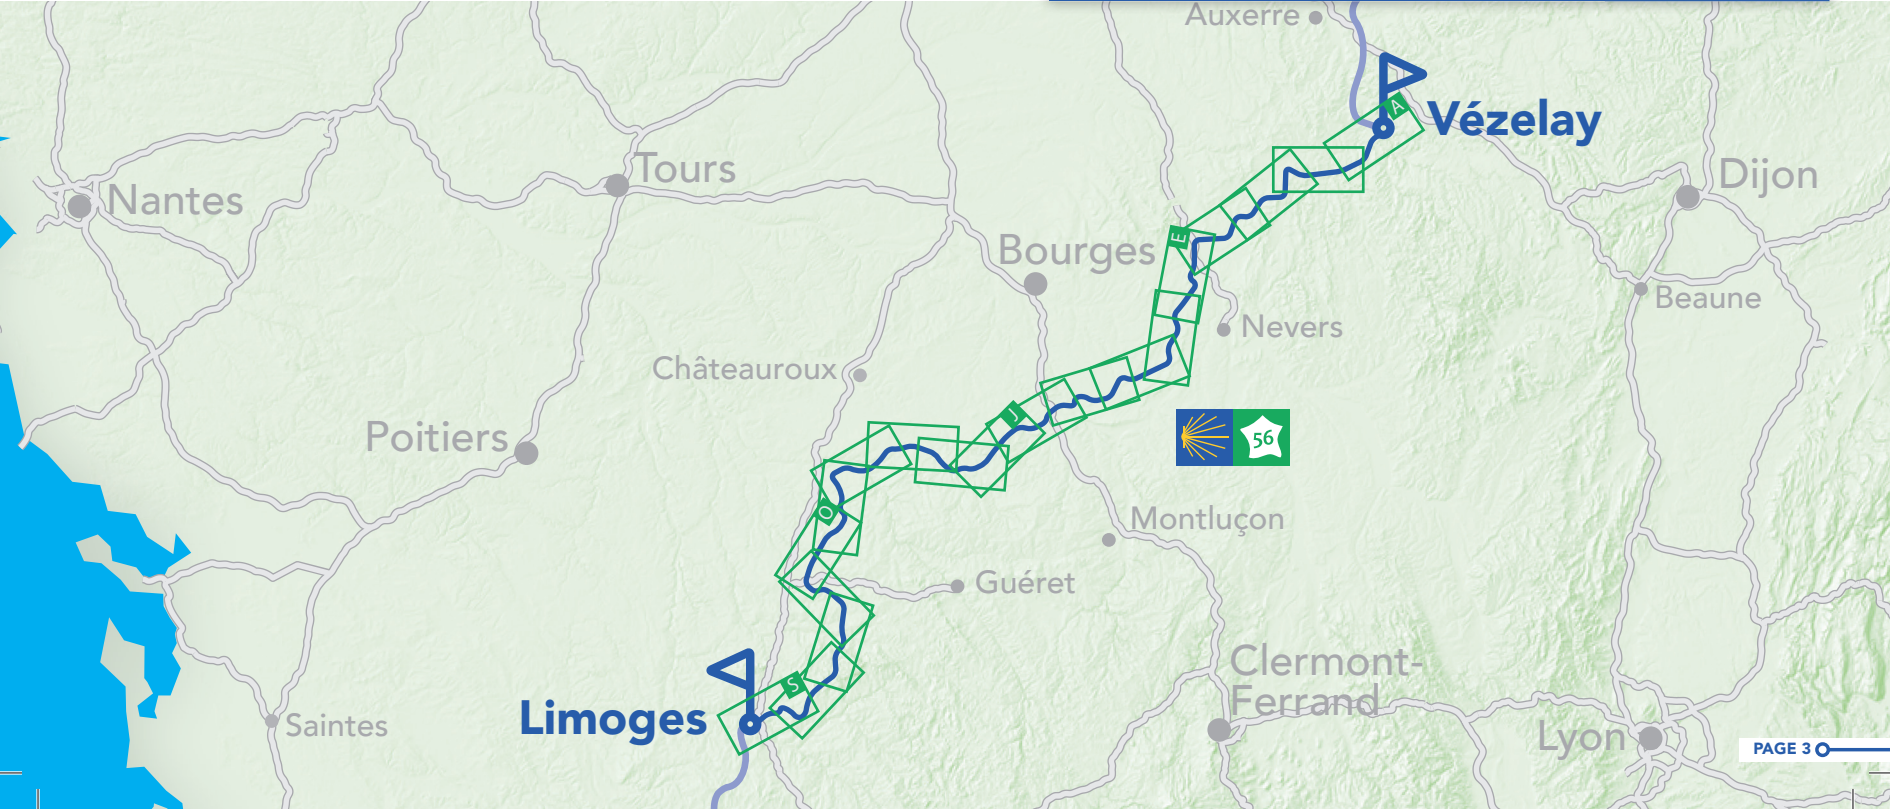 Auxerre
A
Vézelay
Tours
Dijon
Nantes
E
Bourges
Beaune
Nevers
Châteauroux
J
Poitiers
56
O
Montluçon
Guéret
Clermont-
Ferrand
S
Limoges
Saintes
Lyon
PAGE 3